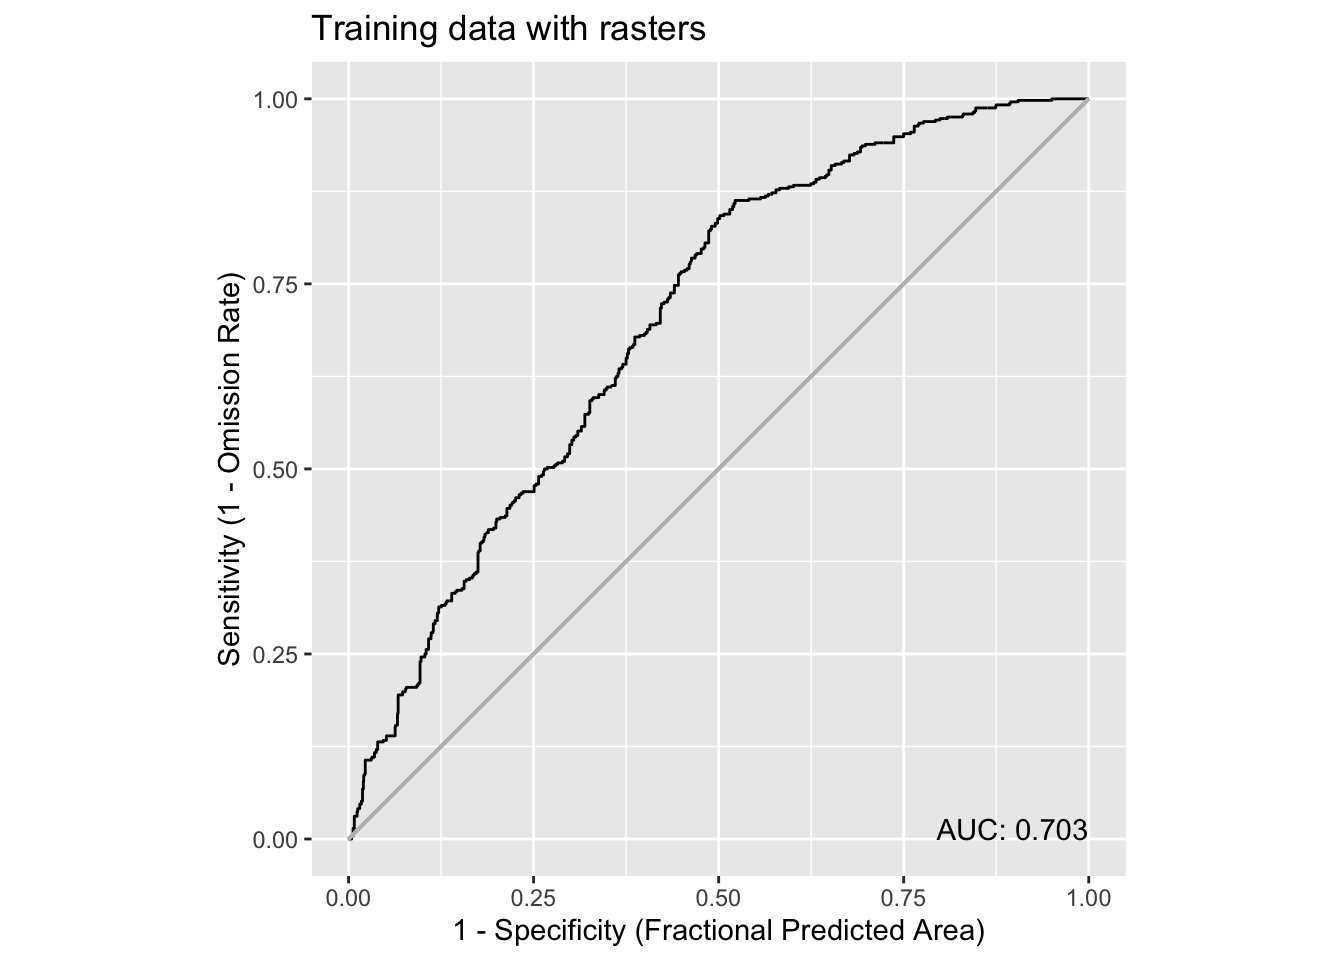 Training data with rasters
Sensitivity (1 - Omission Rate)
1.00
0.75
0.50
0.25
0.00
AUC: 0.703
0.00 0.25 0.50 0.75 1.00
1 - Specificity (Fractional Predicted Area)